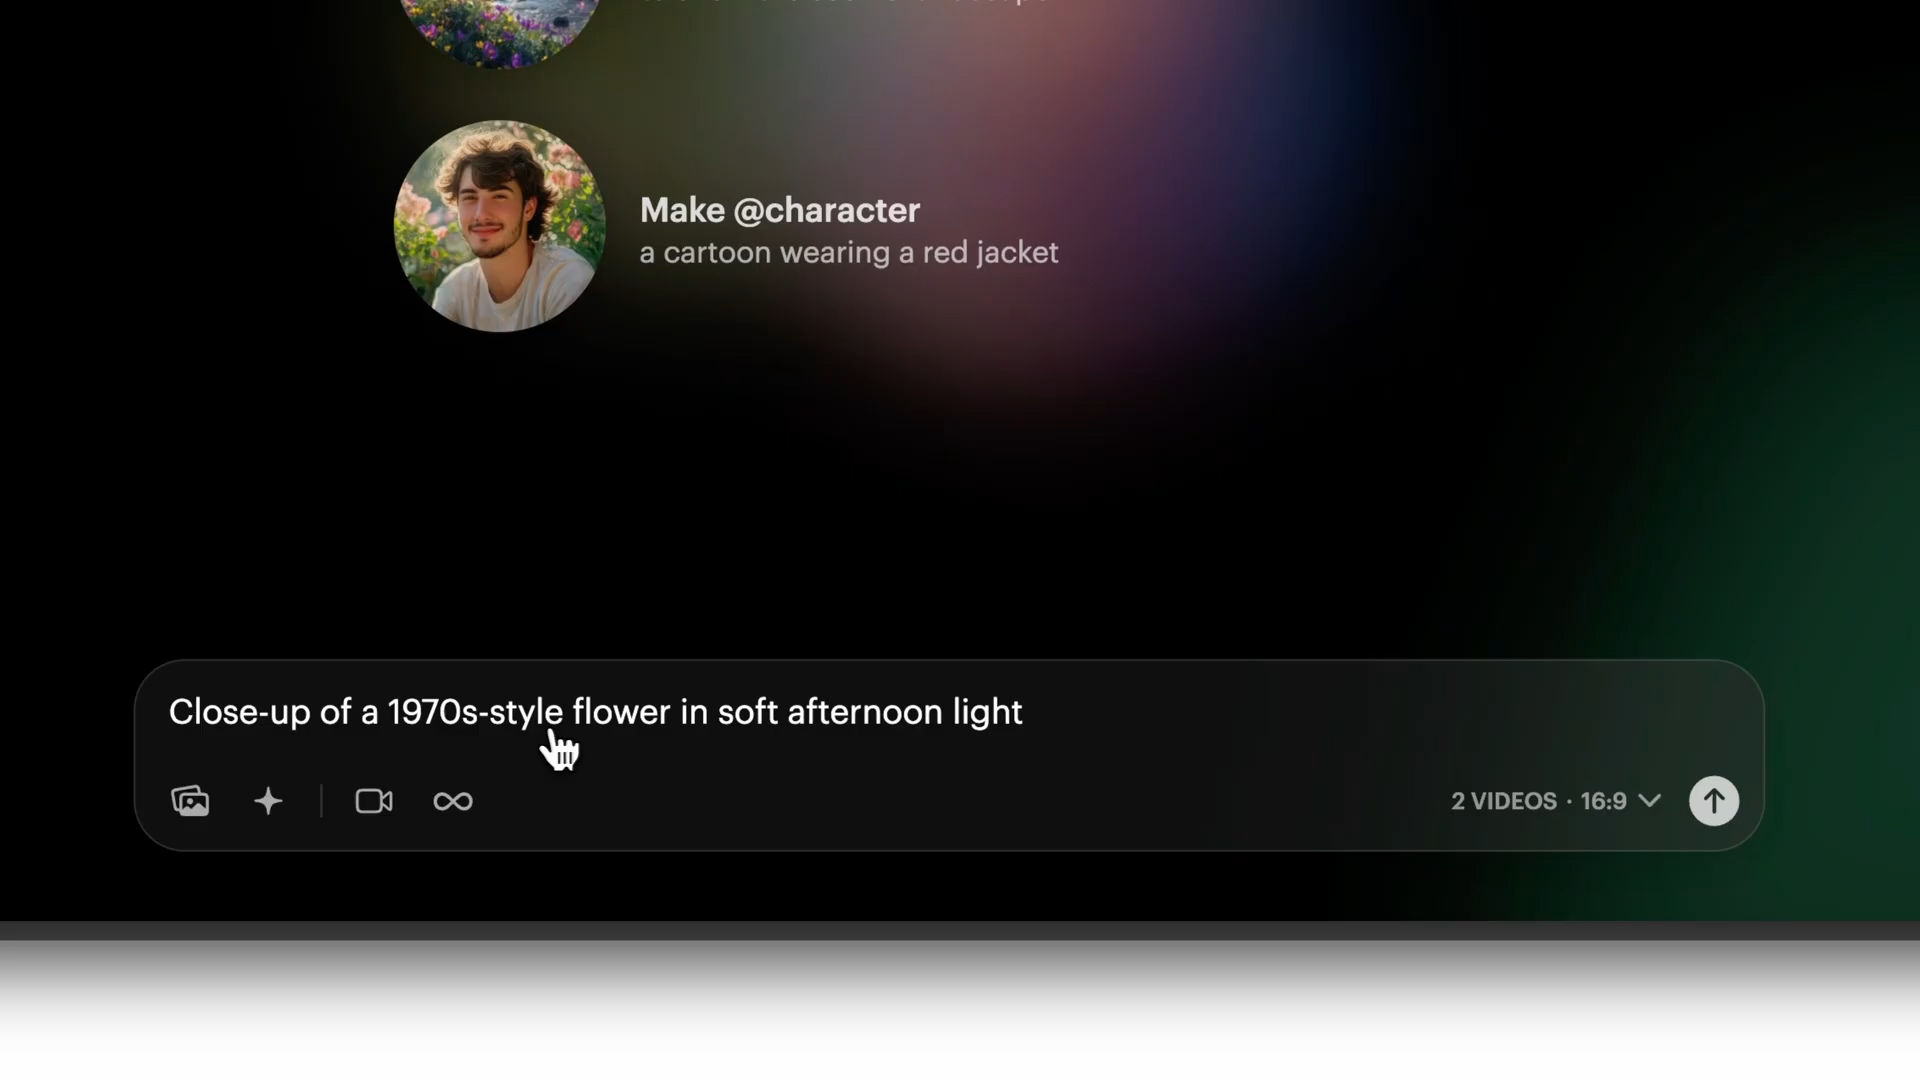 Make @character
a cartoon wearing a red jacket
Close-up of a 1970s-style flower in soft afternoon light
2 VIDEOS · 16:9